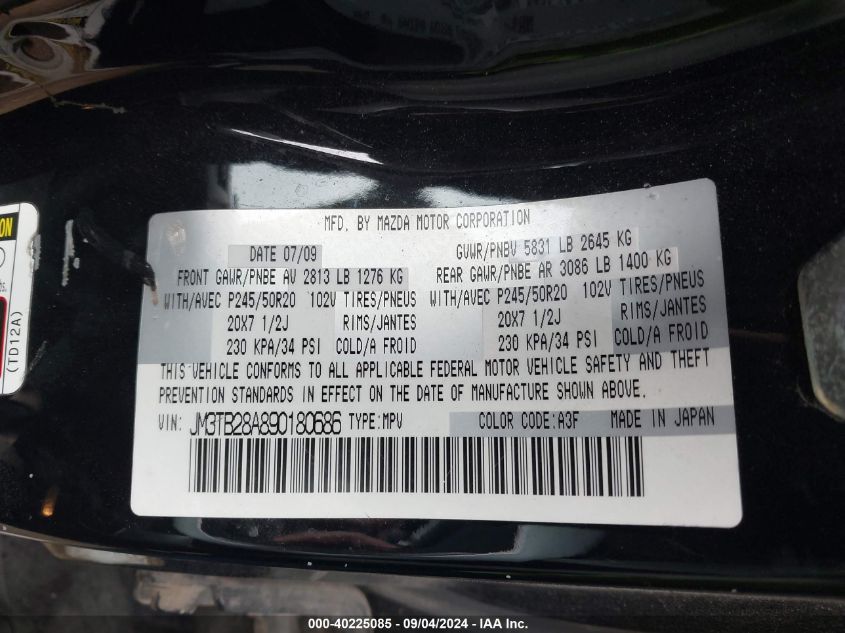 MFD. BY MAZDA MOTOR CORPORATION
DATE 07/09 GVWR/PNBV 5831 LB 2645 KG
FRONT GAWR/PNBE AV 2813 LB 1276 KG REAR GAWR/PNBE AR 3086 LB 1400 KG
WITH/AVEC P245/50R20 102V TIRES/PNEUS WITH/AVEC P245/50R20 102V TIRES/PNEUS
20X7 1/2J RIMS/JANTES 20X7 1/2J RIMS/JANTES
230 KPA/34 PSI COLD/A FROID 230 KPA/34 PSI COLD/A FROID
THIS VEHICLE CONFORMS TO ALL APPLICABLE FEDERAL MOTOR VEHICLE SAFETY AND THEFT
PREVENTION STANDARDS IN EFFECT ON THE DATE OF MANUFACTURE SHOWN ABOVE.
VIN: JM3TB28A890180686 TYPE:MPV COLOR CODE:A3F MADE IN JAPAN
(TD12A)
000-40225085 - 09/04/2024 - IAAI Inc.